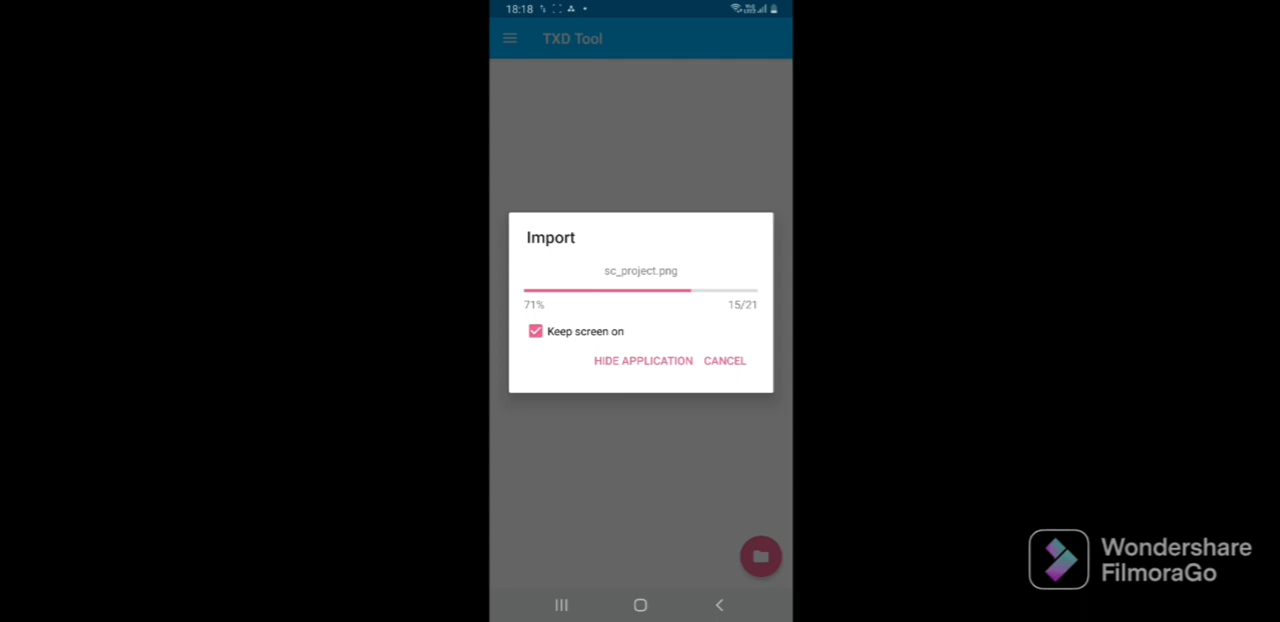 18:18
TXD Tool
Import
sc_project.png
71% 15/21
Keep screen on
HIDE APPLICATION CANCEL
Wondershare
FilmoraGo